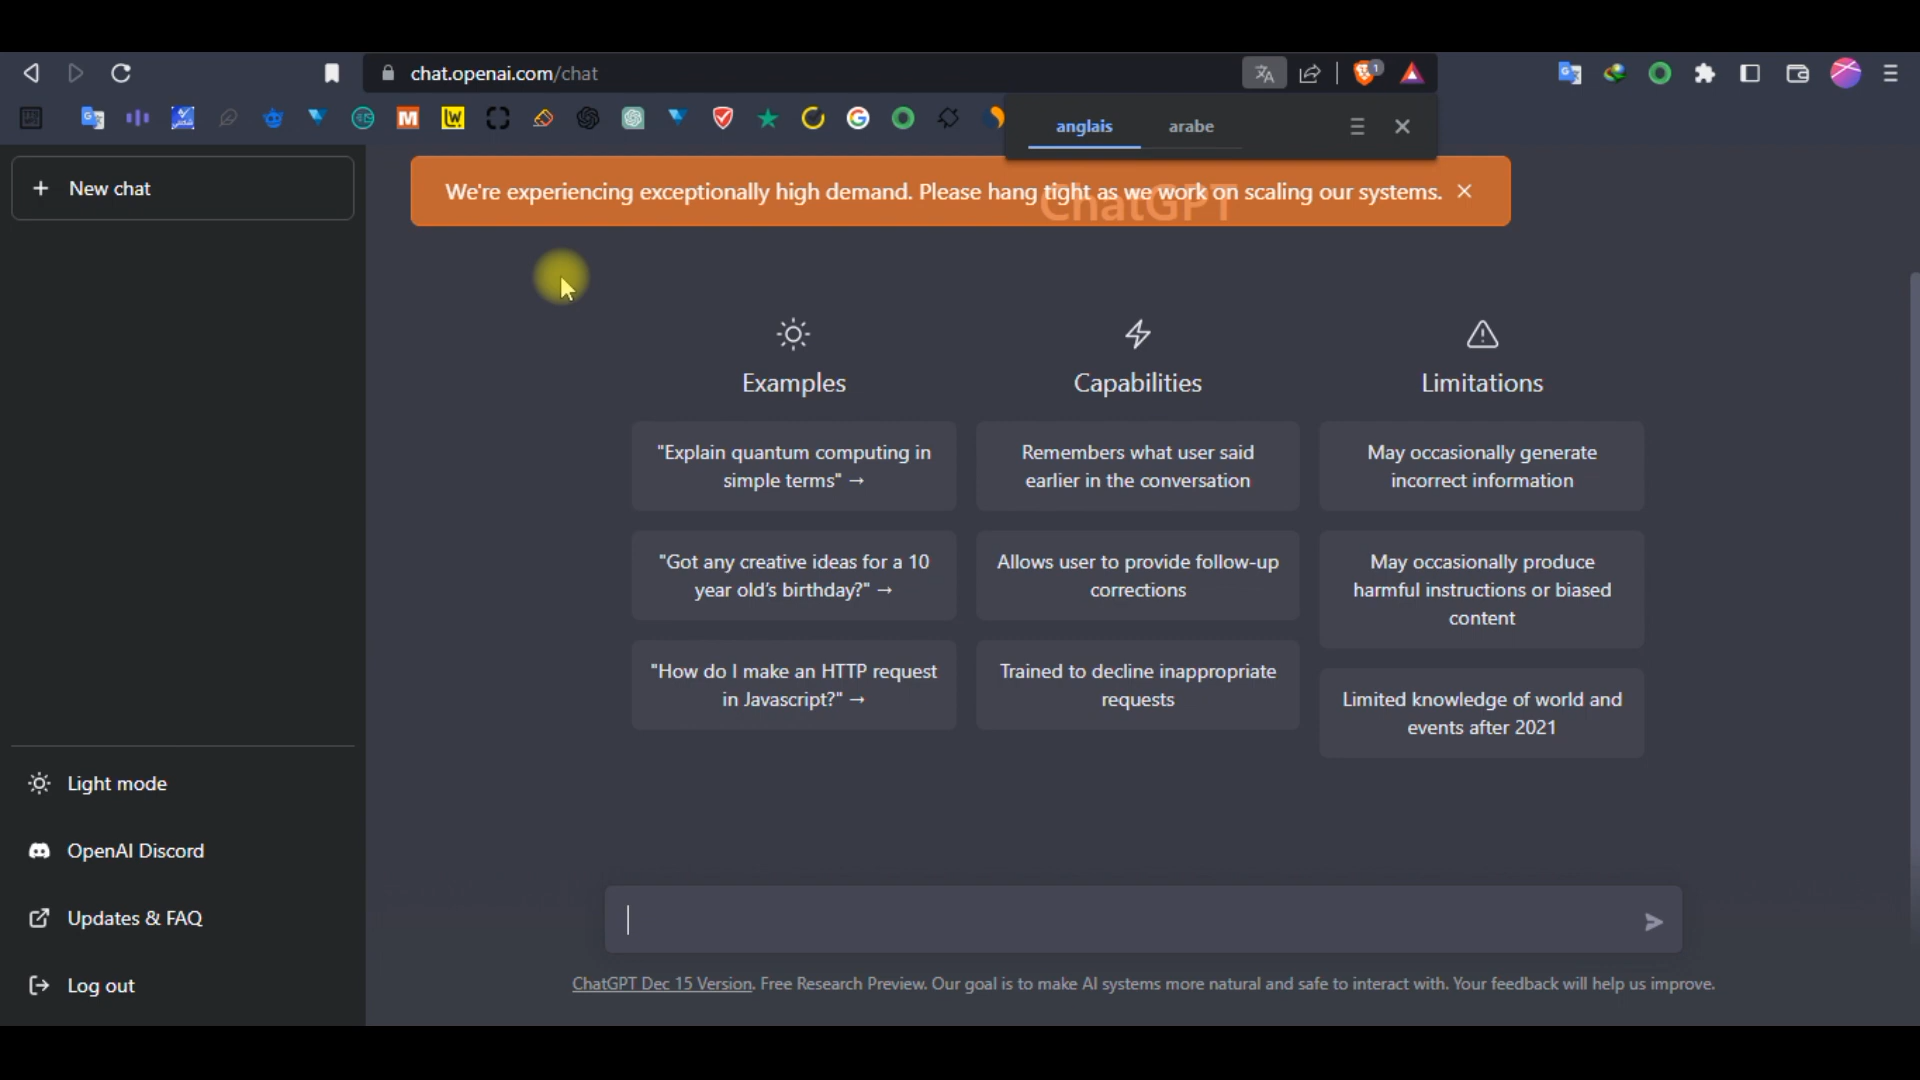 chat.openai.com/chat
1
M
LW
G
anglais
arabe
New chat
We're experiencing exceptionally high demand. Please hang tight as we work on scaling our systems.
ChatGPT
Examples
Capabilities
Limitations
"Explain quantum computing in
simple terms" →
Remembers what user said
earlier in the conversation
May occasionally generate
incorrect information
"Got any creative ideas for a 10
year old's birthday?" →
Allows user to provide follow-up
corrections
May occasionally produce
harmful instructions or biased
content
"How do I make an HTTP request
in Javascript?" →
Trained to decline inappropriate
requests
Limited knowledge of world and
events after 2021
Light mode
OpenAI Discord
Updates & FAQ
Log out
ChatGPT Dec 15 Version. Free Research Preview. Our goal is to make AI systems more natural and safe to interact with. Your feedback will help us improve.